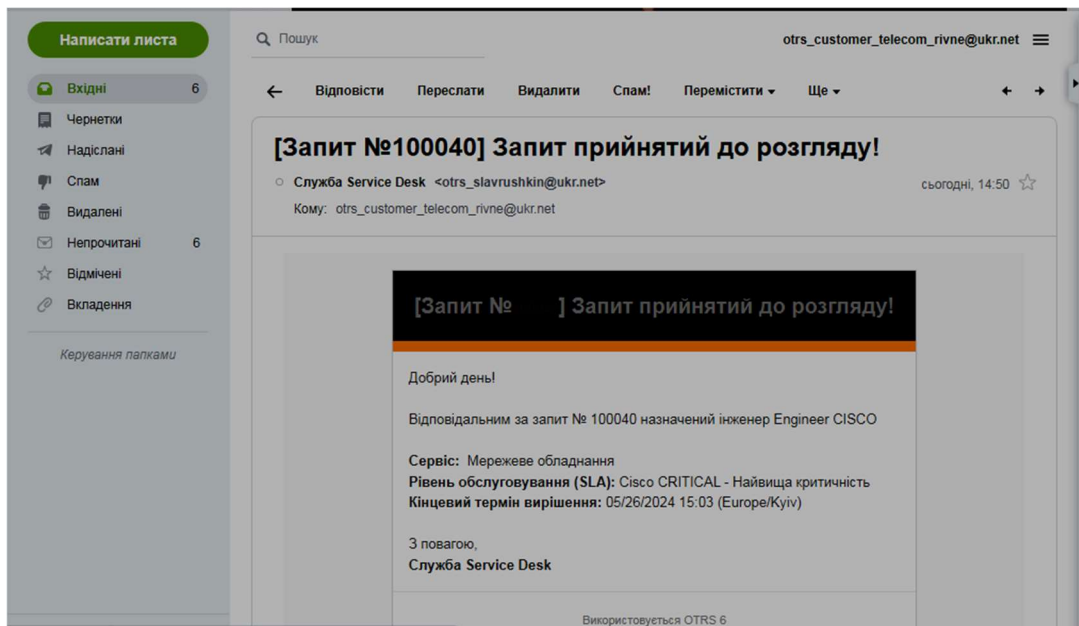 Написати листа
Вхідні 6
Чернетки
Надіслані
Спам
Видалені
Непрочитані 6
Відмічені
Вкладення
Керування папками
Пошук
otrs_customer_telecom_rivne@ukr.net
Відповісти Переслати Видалити Спам! Перемістити Ще
[Запит №100040] Запит прийнятий до розгляду!
Служба Service Desk <otrs_slavrushkin@ukr.net>
сьогодні, 14:50
Кому: otrs_customer_telecom_rivne@ukr.net
[Запит № ] Запит прийнятий до розгляду!
Добрий день!
Відповідальним за запит № 100040 назначений інженер Engineer CISCO
Сервіс: Мережеве обладнання
Рівень обслуговування (SLA): Cisco CRITICAL - Найвища критичність
Кінцевий термін вирішення: 05/26/2024 15:03 (Europe/Kyiv)
З повагою,
Служба Service Desk
Використовується OTRS 6